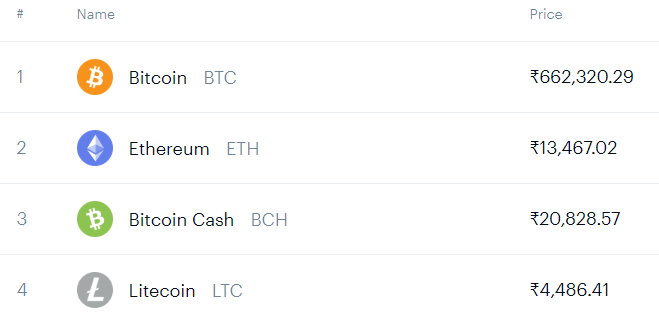 # Name Price
1 Bitcoin BTC ₹662,320.29
2 Ethereum ETH ₹13,467.02
3 Bitcoin Cash BCH ₹20,828.57
4 Litecoin LTC ₹4,486.41